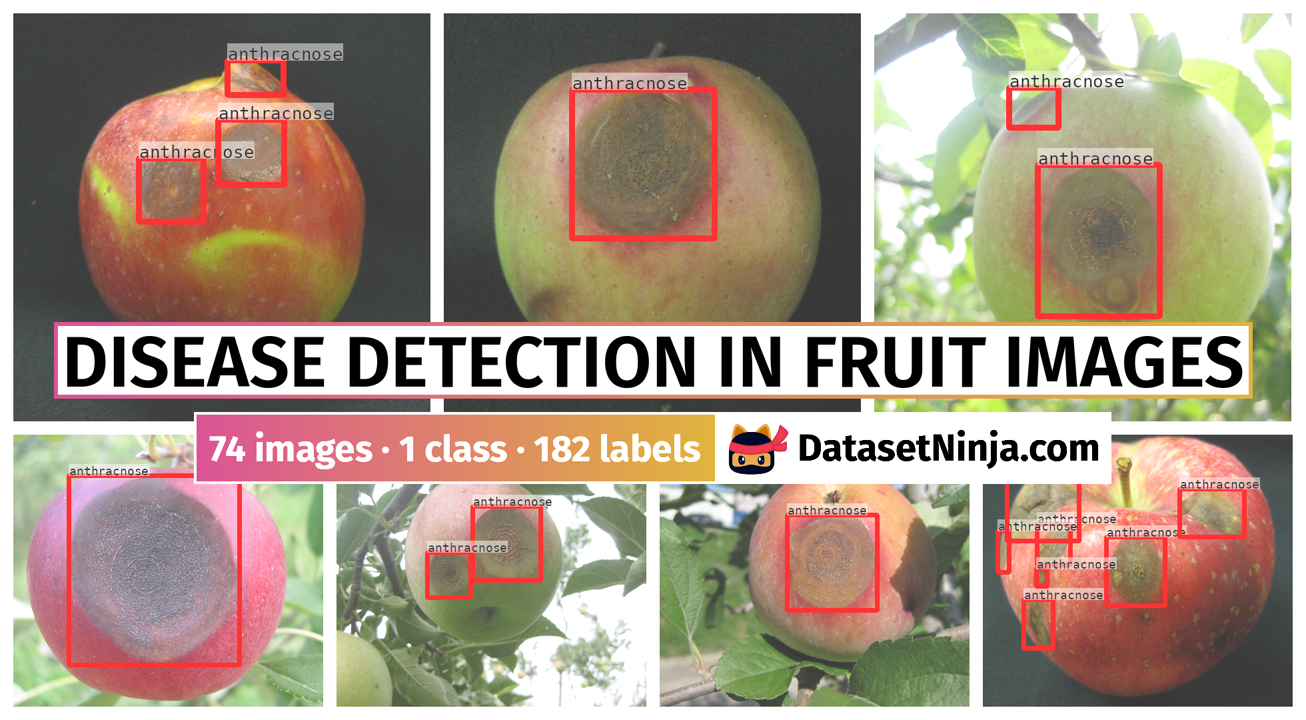 anthracnose
anthracnose
anthracnose
anthracnose
anthracnose
anthracnose
DISEASE DETECTION IN FRUIT IMAGES
74 images · 1 class · 182 labels
DatasetNinja.com
anthracnose
anthracnose
anthracnose
anthracnose
anthracnose
anthracnose
anthracnose
anthracnose
anthracnose
anthracnose